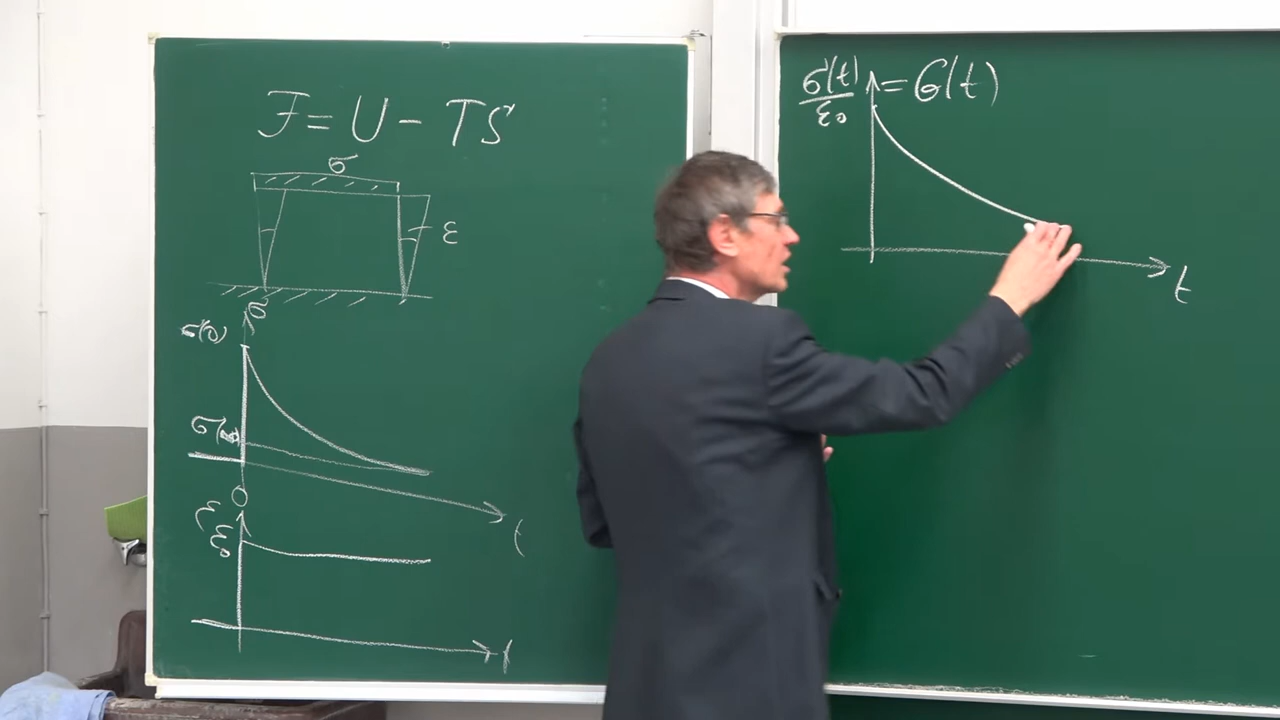 ℱ = U - TS
σ
ε
σ
σ(0)
σ∞
0
t
ε
ε₀
t
σ(t)/ε₀ = G(t)
t